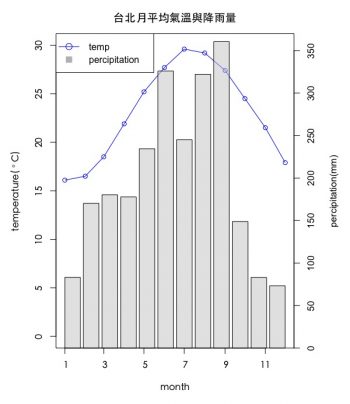 台北月平均氣溫與降雨量
temp
percipitation
30
25
20
15
10
5
0
temperature(°C)
350
300
250
200
150
100
50
0
percipitation(mm)
1 3 5 7 9 11
month